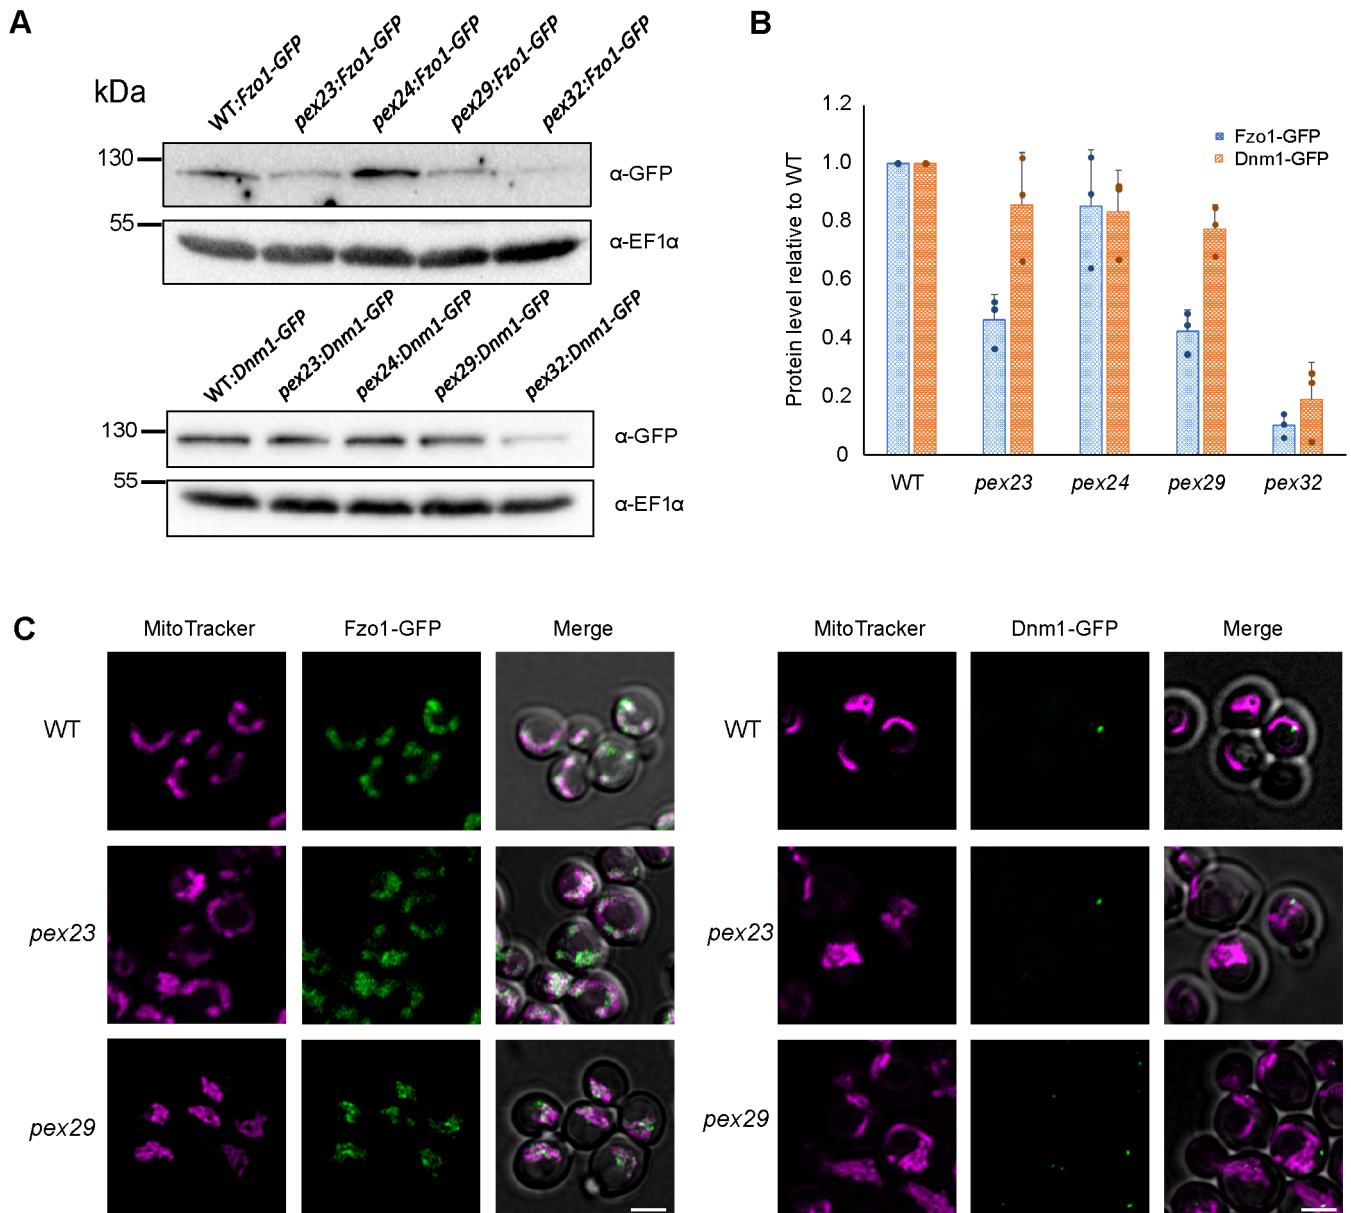 A
kDa
WT:Fzo1-GFP
pex23:Fzo1-GFP
pex24:Fzo1-GFP
pex29:Fzo1-GFP
pex32:Fzo1-GFP
130
α-GFP
55
α-EF1α
WT:Dnm1-GFP
pex23:Dnm1-GFP
pex24:Dnm1-GFP
pex29:Dnm1-GFP
pex32:Dnm1-GFP
130
α-GFP
55
α-EF1α
B
Protein level relative to WT
1.2
1.0
0.8
0.6
0.4
0.2
0
Fzo1-GFP
Dnm1-GFP
WT pex23 pex24 pex29 pex32
C
MitoTracker Fzo1-GFP Merge
WT
pex23
pex29
MitoTracker Dnm1-GFP Merge
WT
pex23
pex29